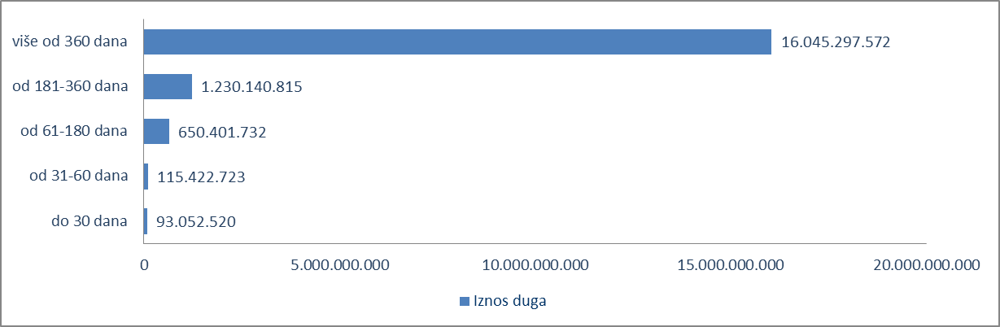 više od 360 dana 16.045.297.572
od 181-360 dana 1.230.140.815
od 61-180 dana 650.401.732
od 31-60 dana 115.422.723
do 30 dana 93.052.520
0 5.000.000.000 10.000.000.000 15.000.000.000 20.000.000.000
Iznos duga